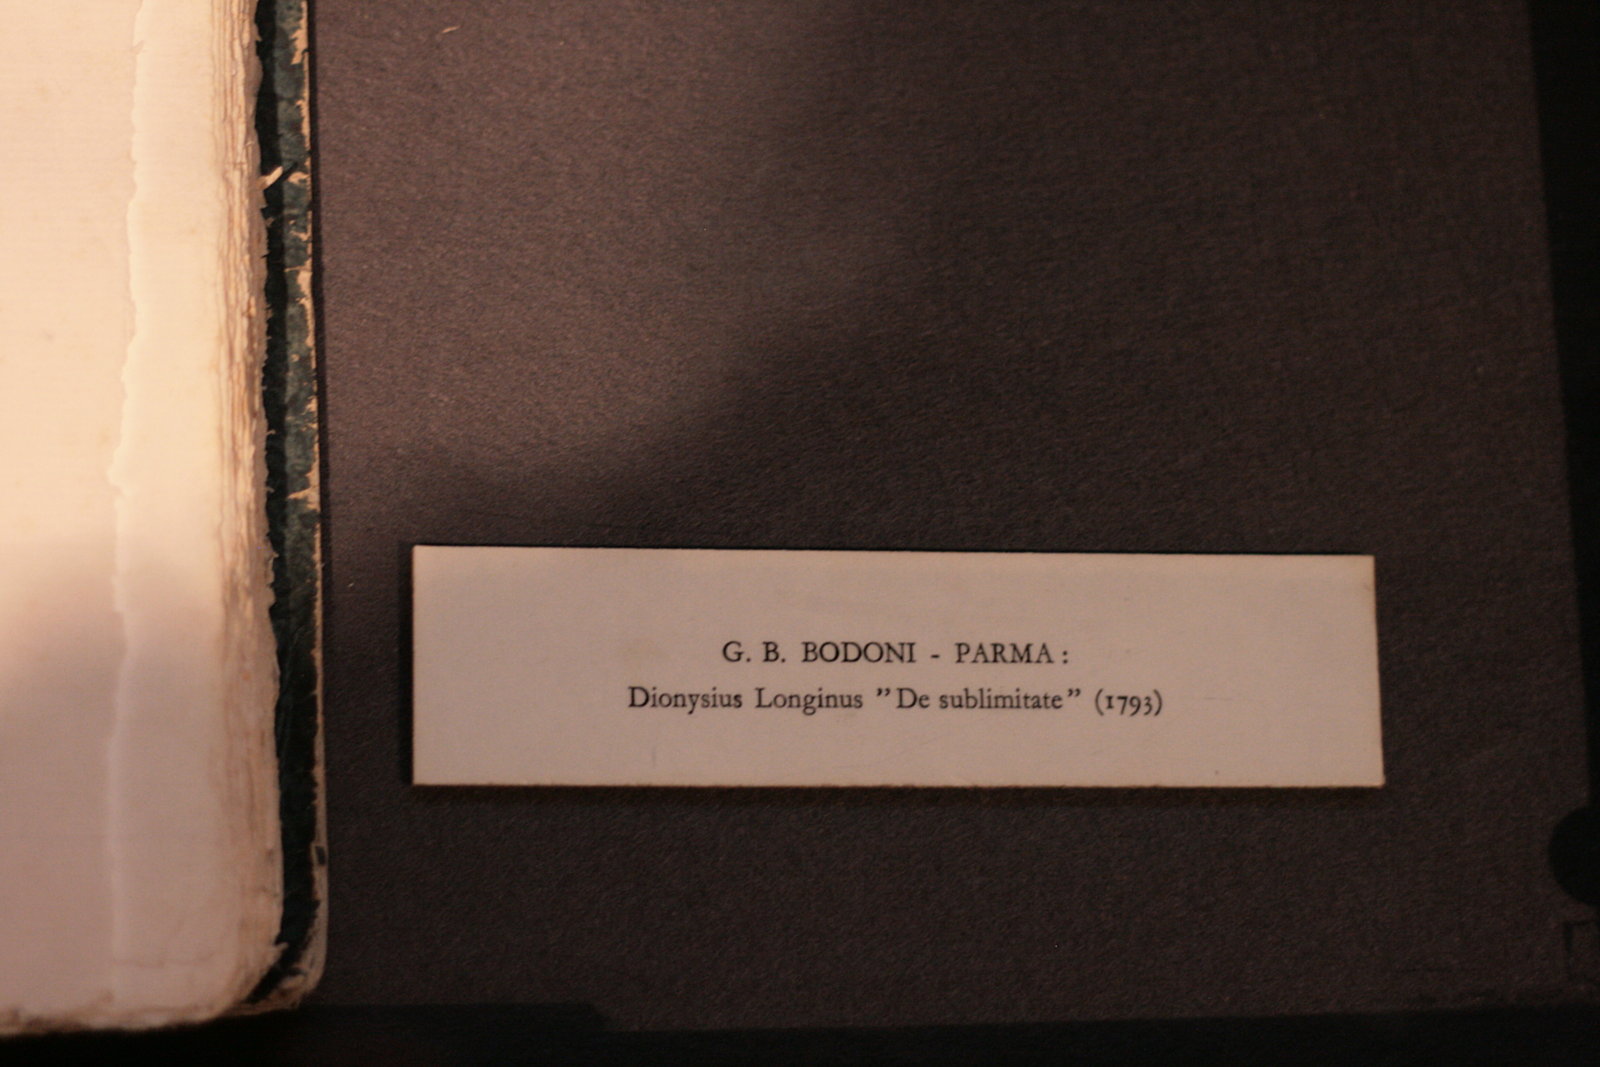 G. B. BODONI - PARMA:
Dionysius Longinus ”De sublimitate” (1793)